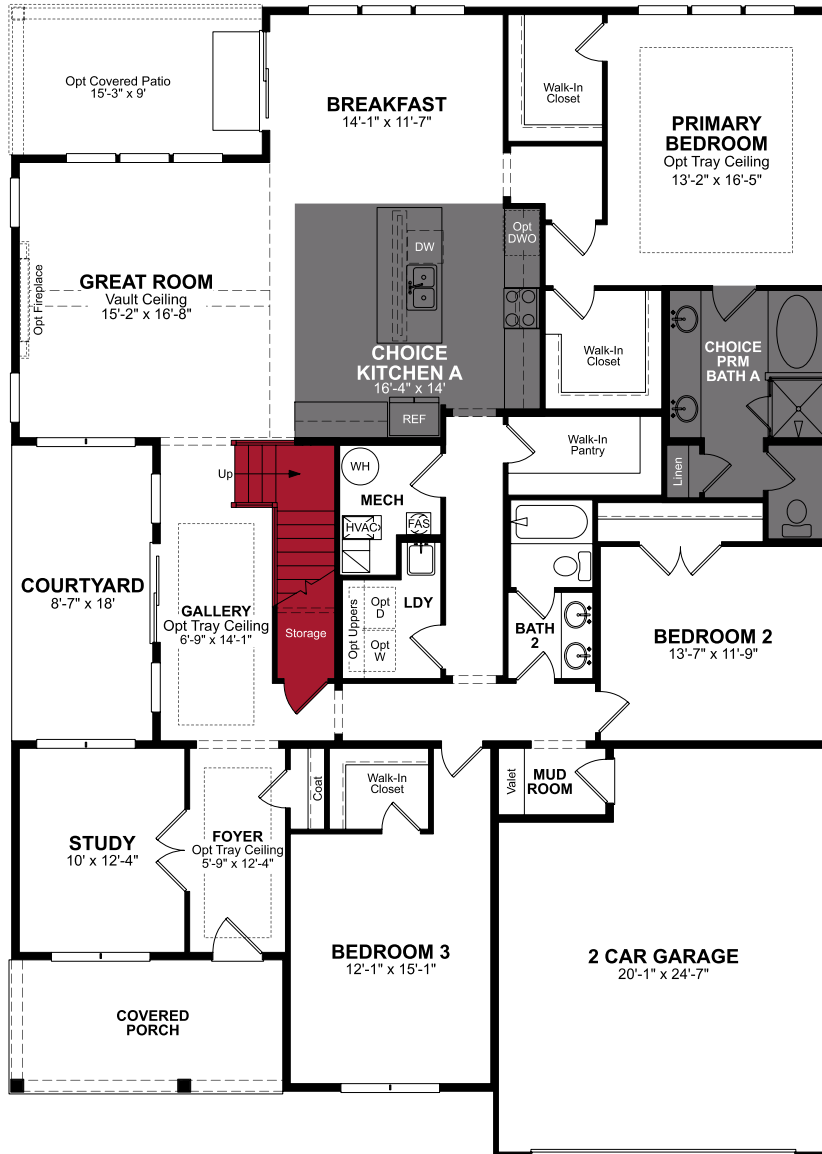 Opt Covered Patio
15'-3" x 9'
BREAKFAST
14'-1" x 11'-7"
Walk-In
Closet
PRIMARY
BEDROOM
Opt Tray Ceiling
13'-2" x 16'-5"
Opt
DWO
DW
GREAT ROOM
Vault Ceiling
15'-2" x 16'-8"
Opt Fireplace
CHOICE
KITCHEN A
16'-4" x 14'
REF
Walk-In
Closet
CHOICE
PRM
BATH A
Walk-In
Pantry
Linen
Up
WH
MECH
HVAC
FAS
COURTYARD
8'-7" x 18'
GALLERY
Opt Tray Ceiling
6'-9" x 14'-1"
Storage
Opt Uppers
Opt
D
Opt
W
LDY
BATH
2
BEDROOM 2
13'-7" x 11'-9"
STUDY
10' x 12'-4"
FOYER
Opt Tray Ceiling
5'-9" x 12'-4"
Coat
Walk-In
Closet
Valet
MUD
ROOM
BEDROOM 3
12'-1" x 15'-1"
2 CAR GARAGE
20'-1" x 24'-7"
COVERED
PORCH